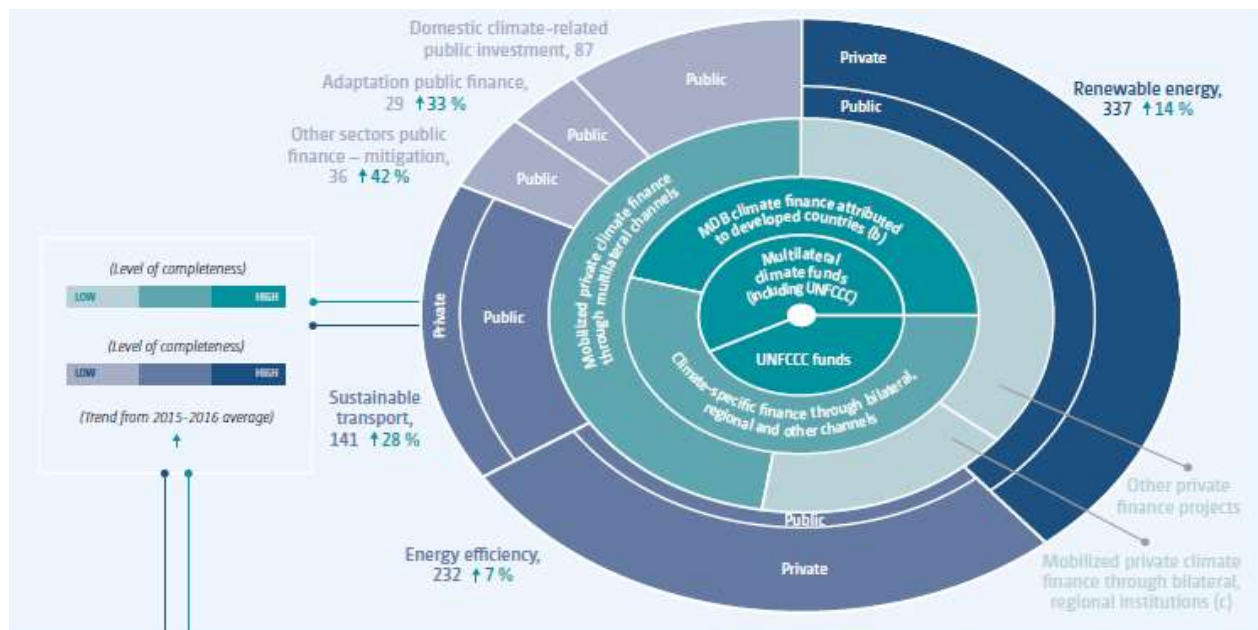 Domestic climate-related
public investment, 87
Adaptation public finance,
29 ↑33 %
Other sectors public
finance – mitigation,
36 ↑42 %
Public
Public
Public
Private
Public
Renewable energy,
337 ↑14 %
Mobilized private climate finance
through multilateral channels
MDB climate finance attributed
to developed countries (b)
Multilateral
climate funds
(including UNFCCC)
UNFCCC funds
Climate-specific finance through bilateral,
regional and other channels
(Level of completeness)
LOW HIGH
(Level of completeness)
LOW HIGH
(Trend from 2015–2016 average)
↑
Private
Public
Sustainable
transport,
141 ↑28 %
Energy efficiency,
232 ↑7 %
Public
Private
Other private
finance projects
Mobilized private climate
finance through bilateral,
regional institutions (c)